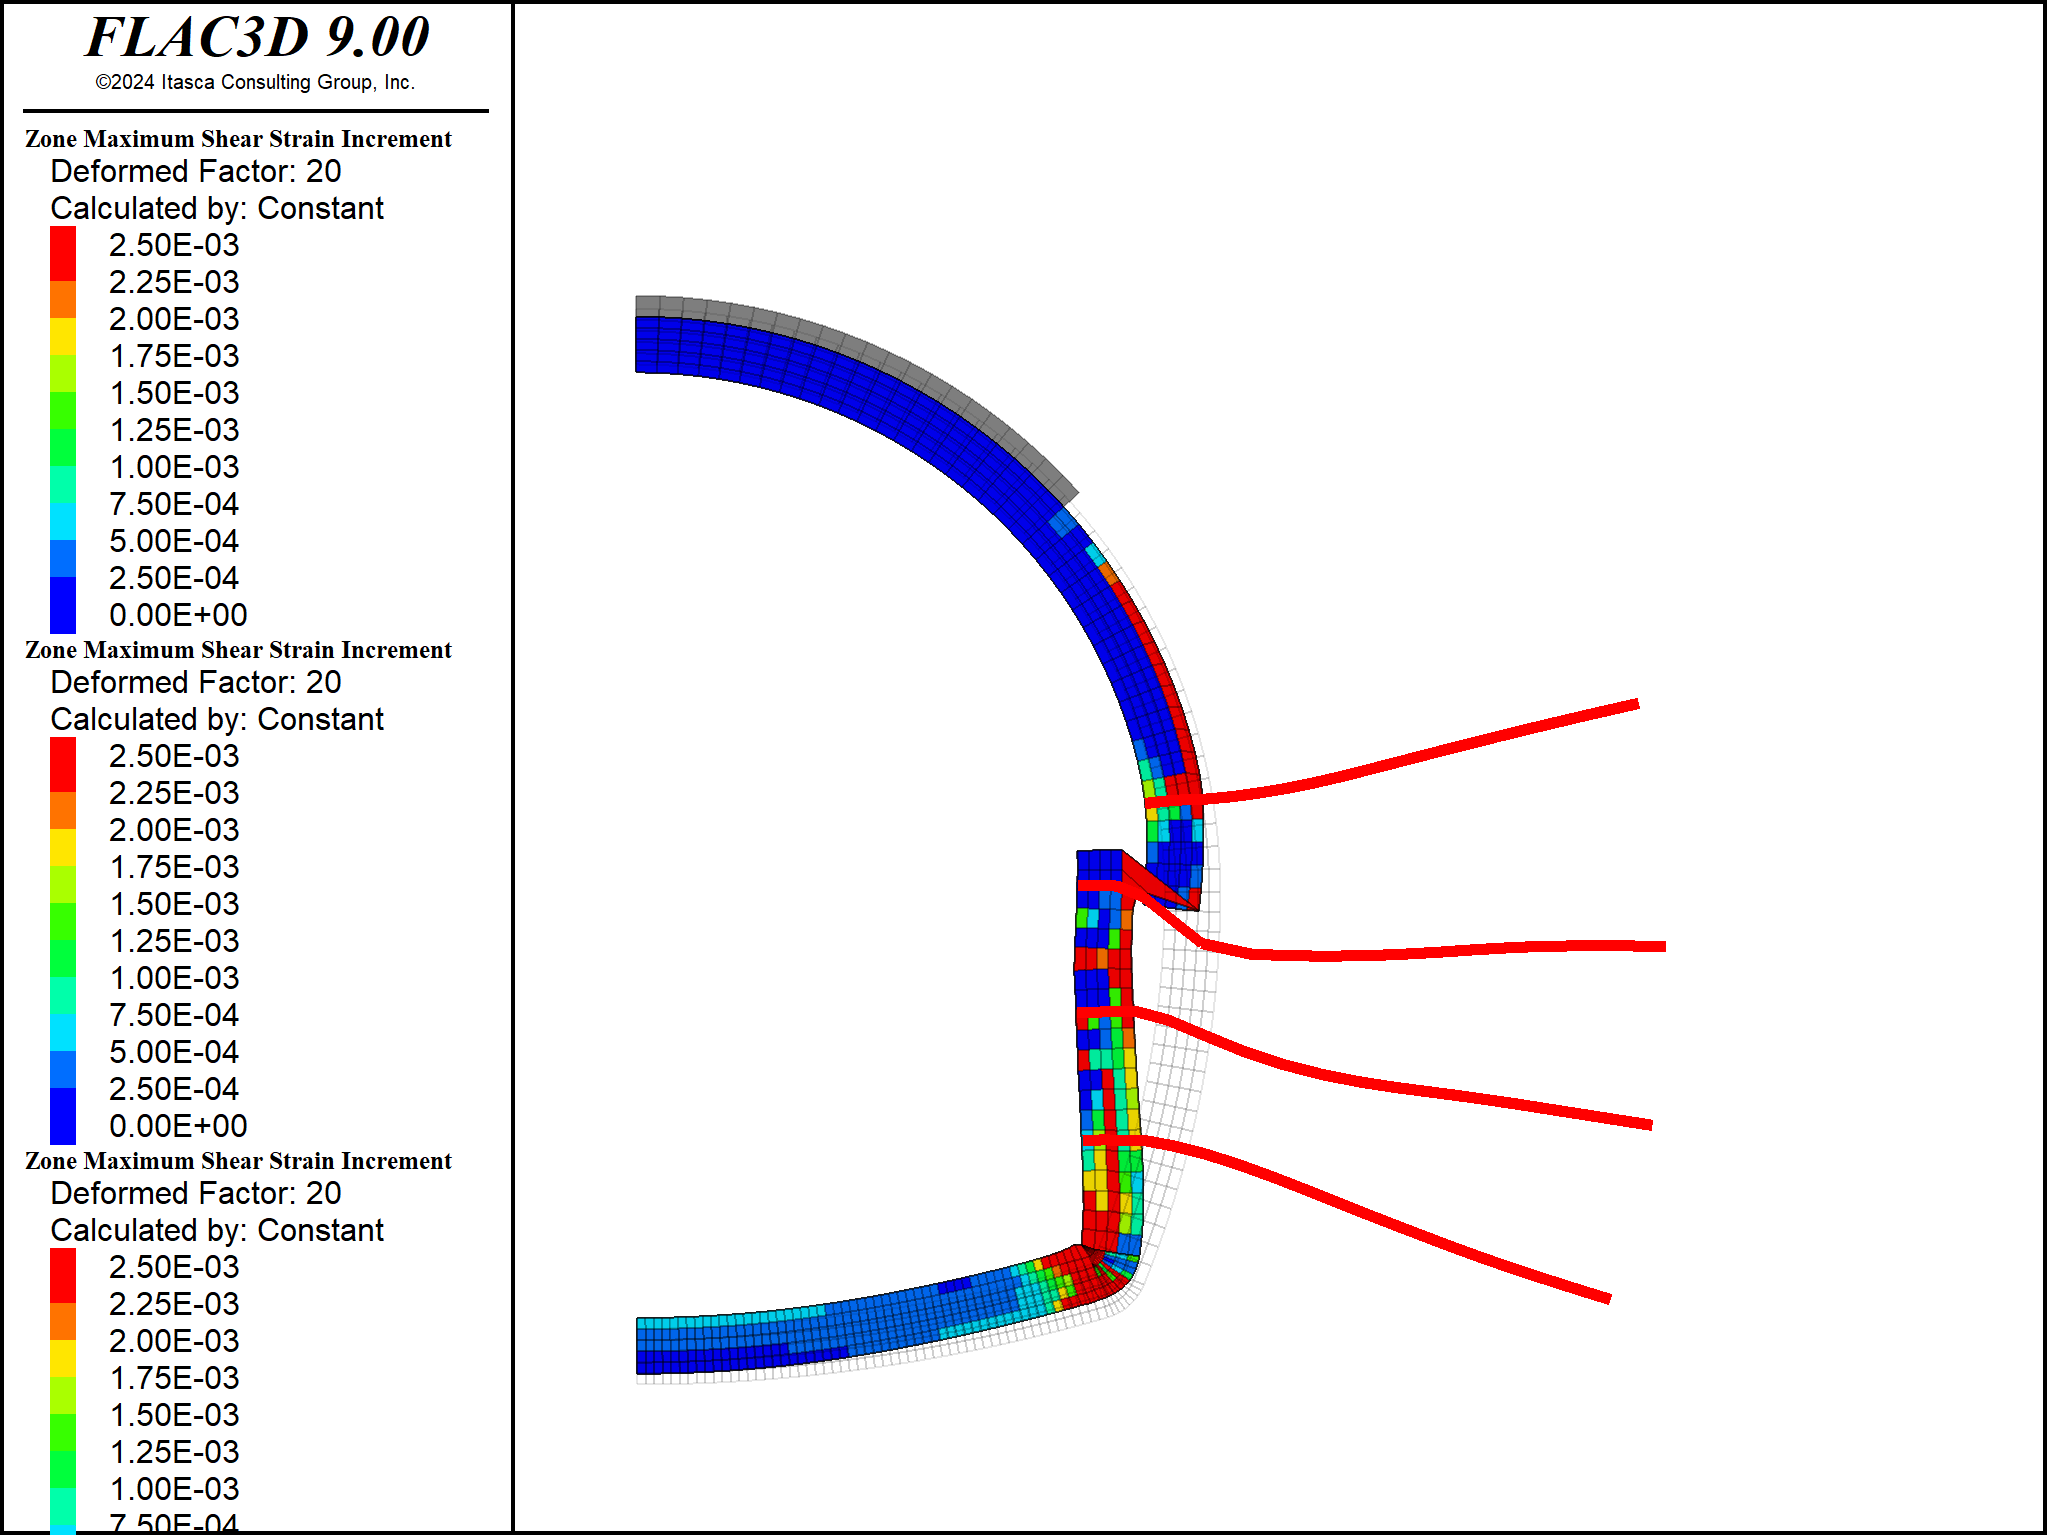 FLAC3D 9.00
©2024 Itasca Consulting Group, Inc.
Zone Maximum Shear Strain Increment
Deformed Factor: 20
Calculated by: Constant
2.50E-03
2.25E-03
2.00E-03
1.75E-03
1.50E-03
1.25E-03
1.00E-03
7.50E-04
5.00E-04
2.50E-04
0.00E+00
Zone Maximum Shear Strain Increment
Deformed Factor: 20
Calculated by: Constant
2.50E-03
2.25E-03
2.00E-03
1.75E-03
1.50E-03
1.25E-03
1.00E-03
7.50E-04
5.00E-04
2.50E-04
0.00E+00
Zone Maximum Shear Strain Increment
Deformed Factor: 20
Calculated by: Constant
2.50E-03
2.25E-03
2.00E-03
1.75E-03
1.50E-03
1.25E-03
1.00E-03
7.50E-04